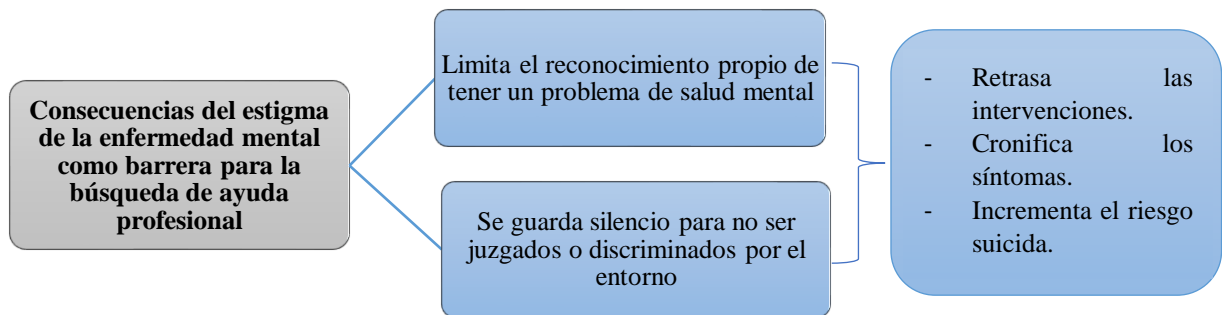 Consecuencias del estigma
de la enfermedad mental
como barrera para la
búsqueda de ayuda
profesional
Limita el reconocimiento propio de
tener un problema de salud mental
Se guarda silencio para no ser
juzgados o discriminados por el
entorno
- Retrasa las
intervenciones.
- Cronifica los
síntomas.
- Incrementa el riesgo
suicida.